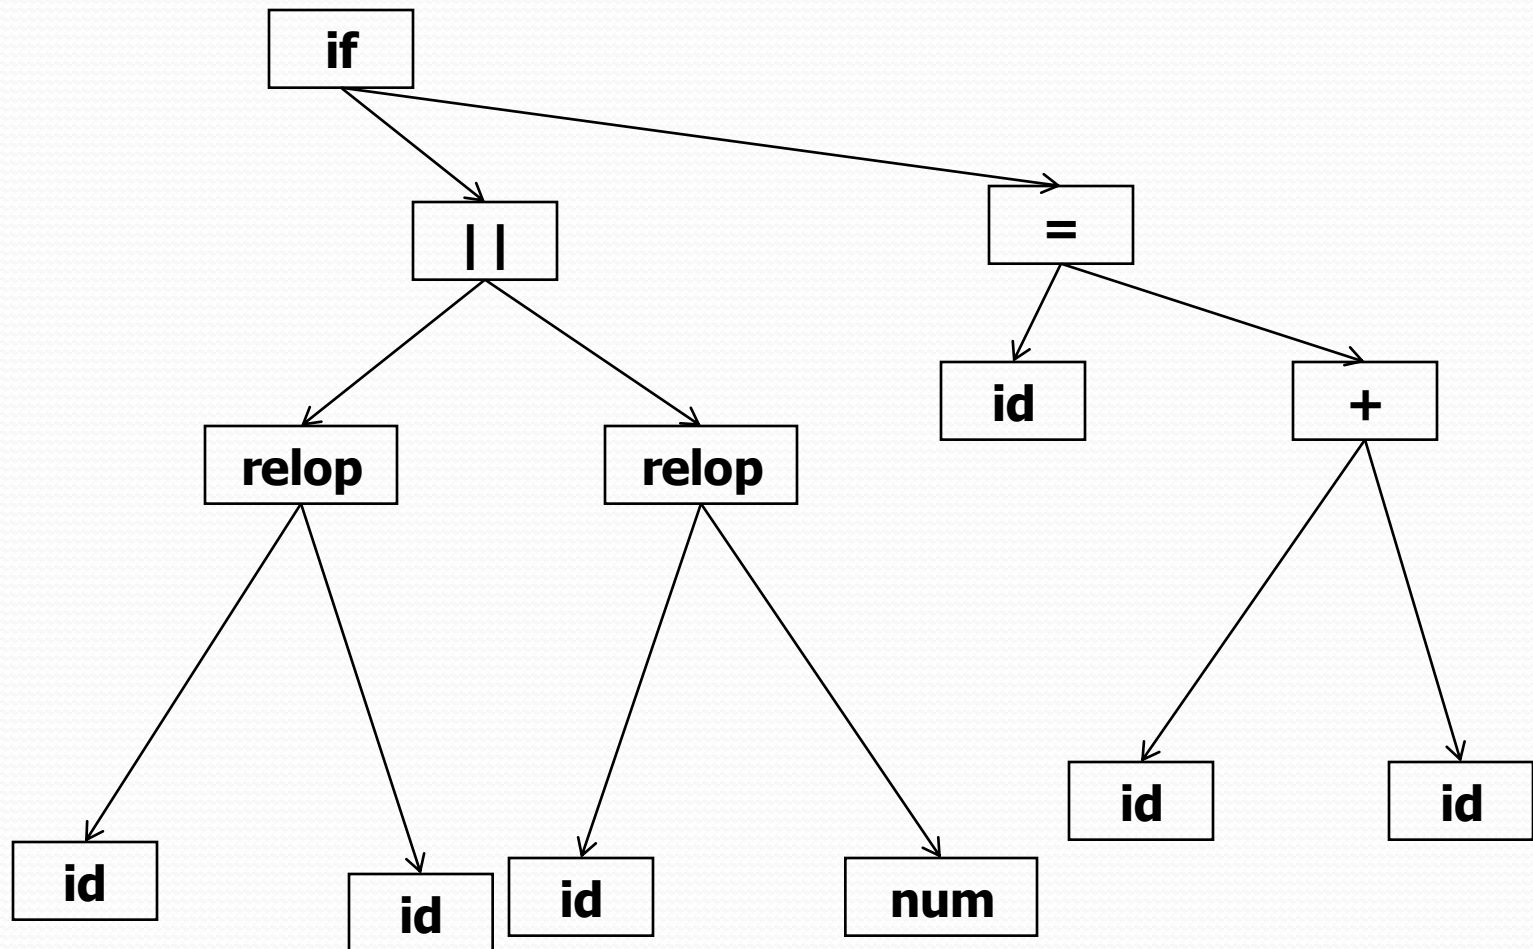 if
||
=
id
+
relop
relop
id
id
id
id
num
id